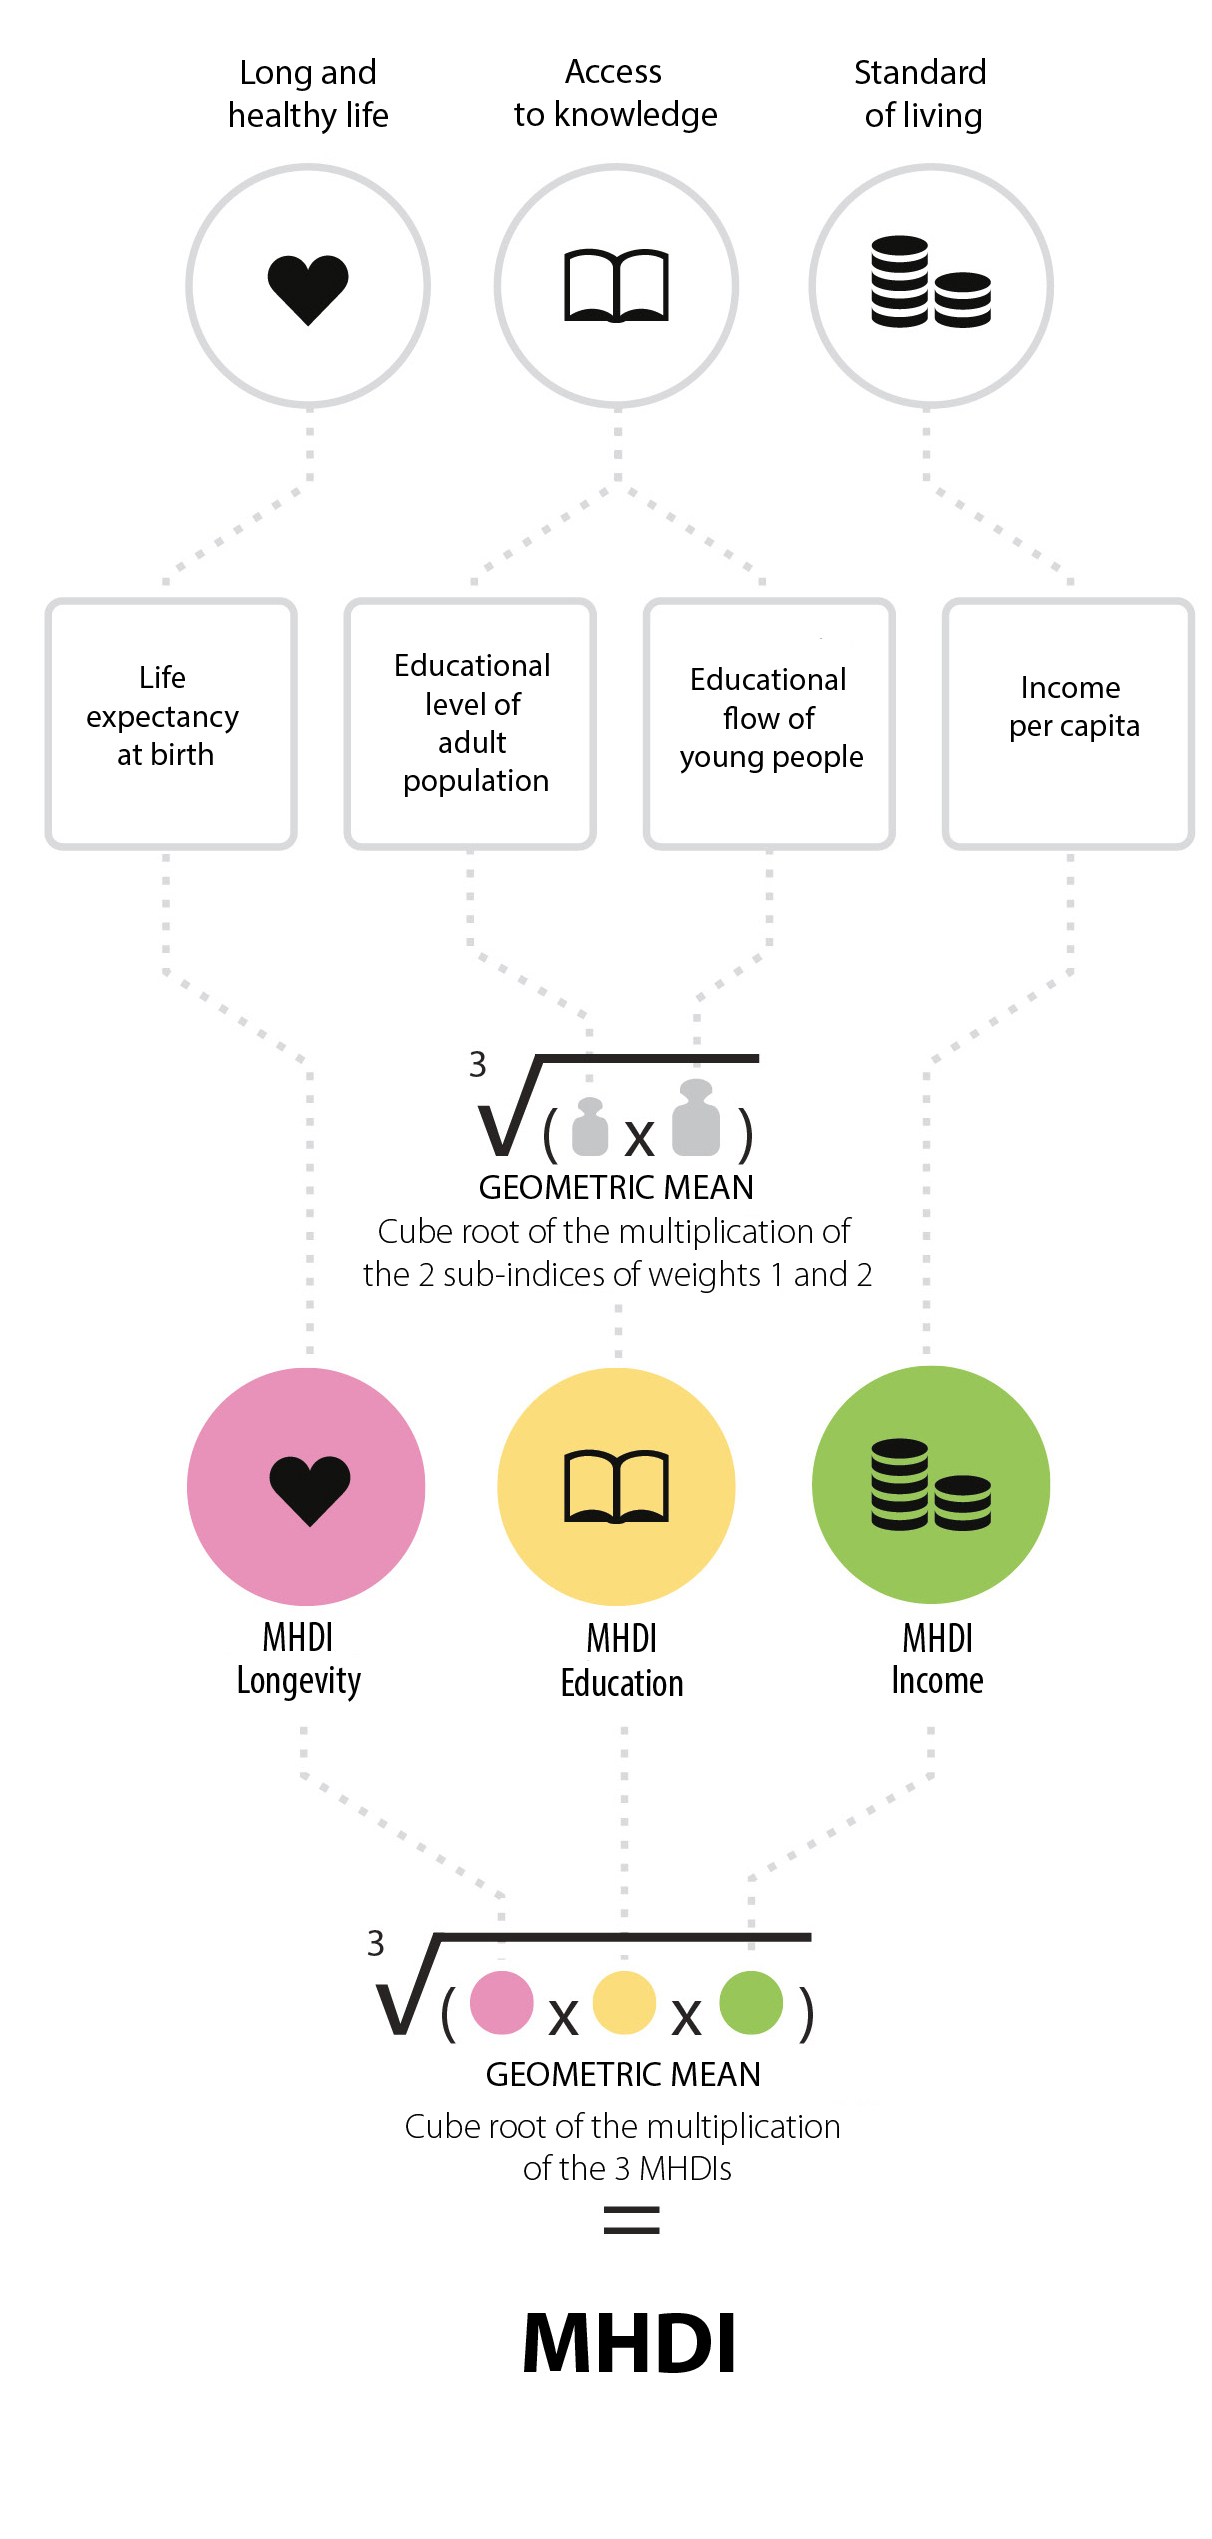 Long and
healthy life
Access
to knowledge
Standard
of living
Life
expectancy
at birth
Educational
level of
adult
population
Educational
flow of
young people
Income
per capita
3
√
( x )
GEOMETRIC MEAN
Cube root of the multiplication of
the 2 sub-indices of weights 1 and 2
MHDI
Longevity
MHDI
Education
MHDI
Income
3
√
( x x )
GEOMETRIC MEAN
Cube root of the multiplication
of the 3 MHDIs
=
MHDI